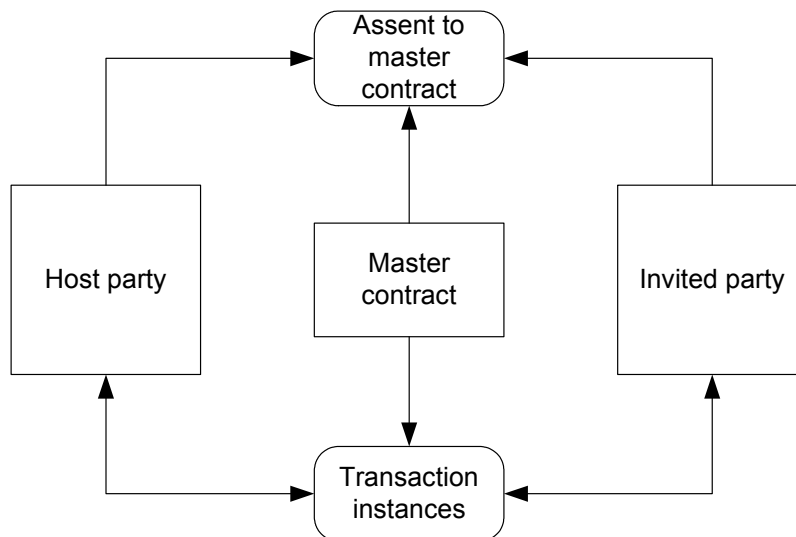 Assent to
master
contract
Host party
Master
contract
Invited party
Transaction
instances